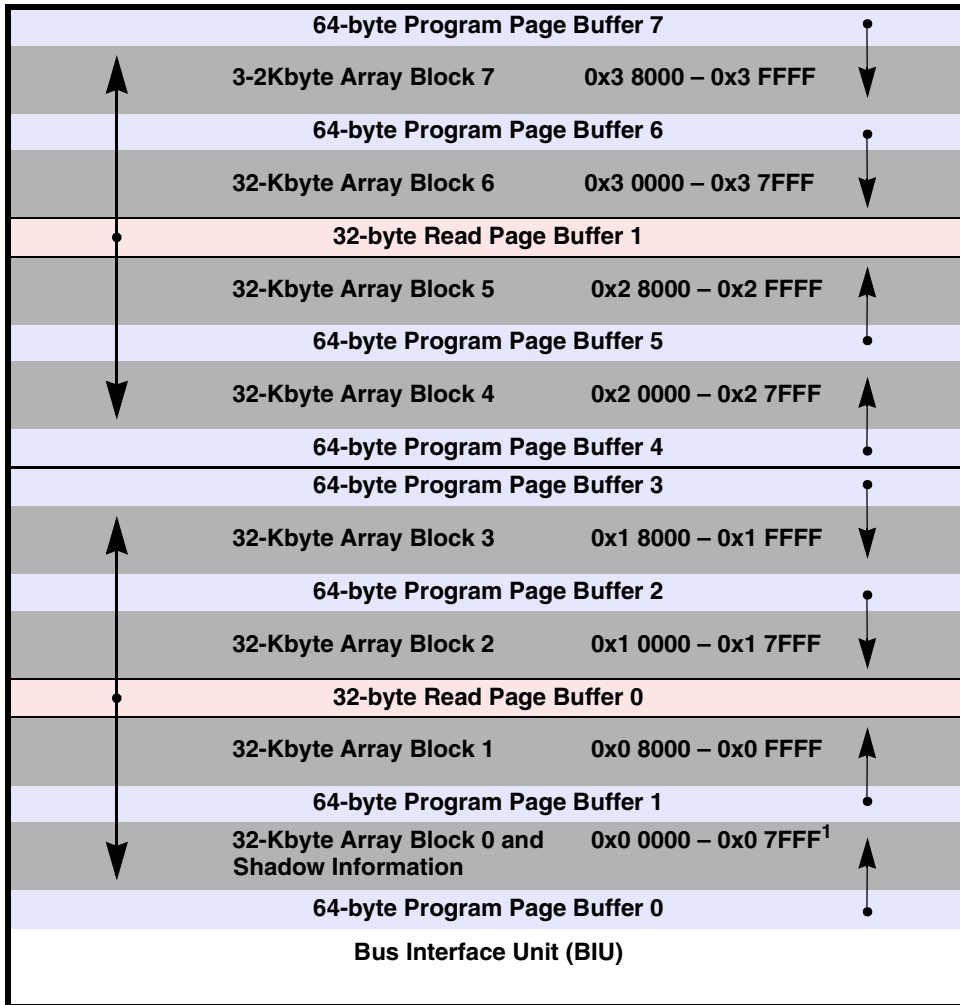 64-byte Program Page Buffer 7
3-2Kbyte Array Block 7 0x3 8000 – 0x3 FFFF
64-byte Program Page Buffer 6
32-Kbyte Array Block 6 0x3 0000 – 0x3 7FFF
32-byte Read Page Buffer 1
32-Kbyte Array Block 5 0x2 8000 – 0x2 FFFF
64-byte Program Page Buffer 5
32-Kbyte Array Block 4 0x2 0000 – 0x2 7FFF
64-byte Program Page Buffer 4
64-byte Program Page Buffer 3
32-Kbyte Array Block 3 0x1 8000 – 0x1 FFFF
64-byte Program Page Buffer 2
32-Kbyte Array Block 2 0x1 0000 – 0x1 7FFF
32-byte Read Page Buffer 0
32-Kbyte Array Block 1 0x0 8000 – 0x0 FFFF
64-byte Program Page Buffer 1
32-Kbyte Array Block 0 and 0x0 0000 – 0x0 7FFF¹
Shadow Information
64-byte Program Page Buffer 0
Bus Interface Unit (BIU)